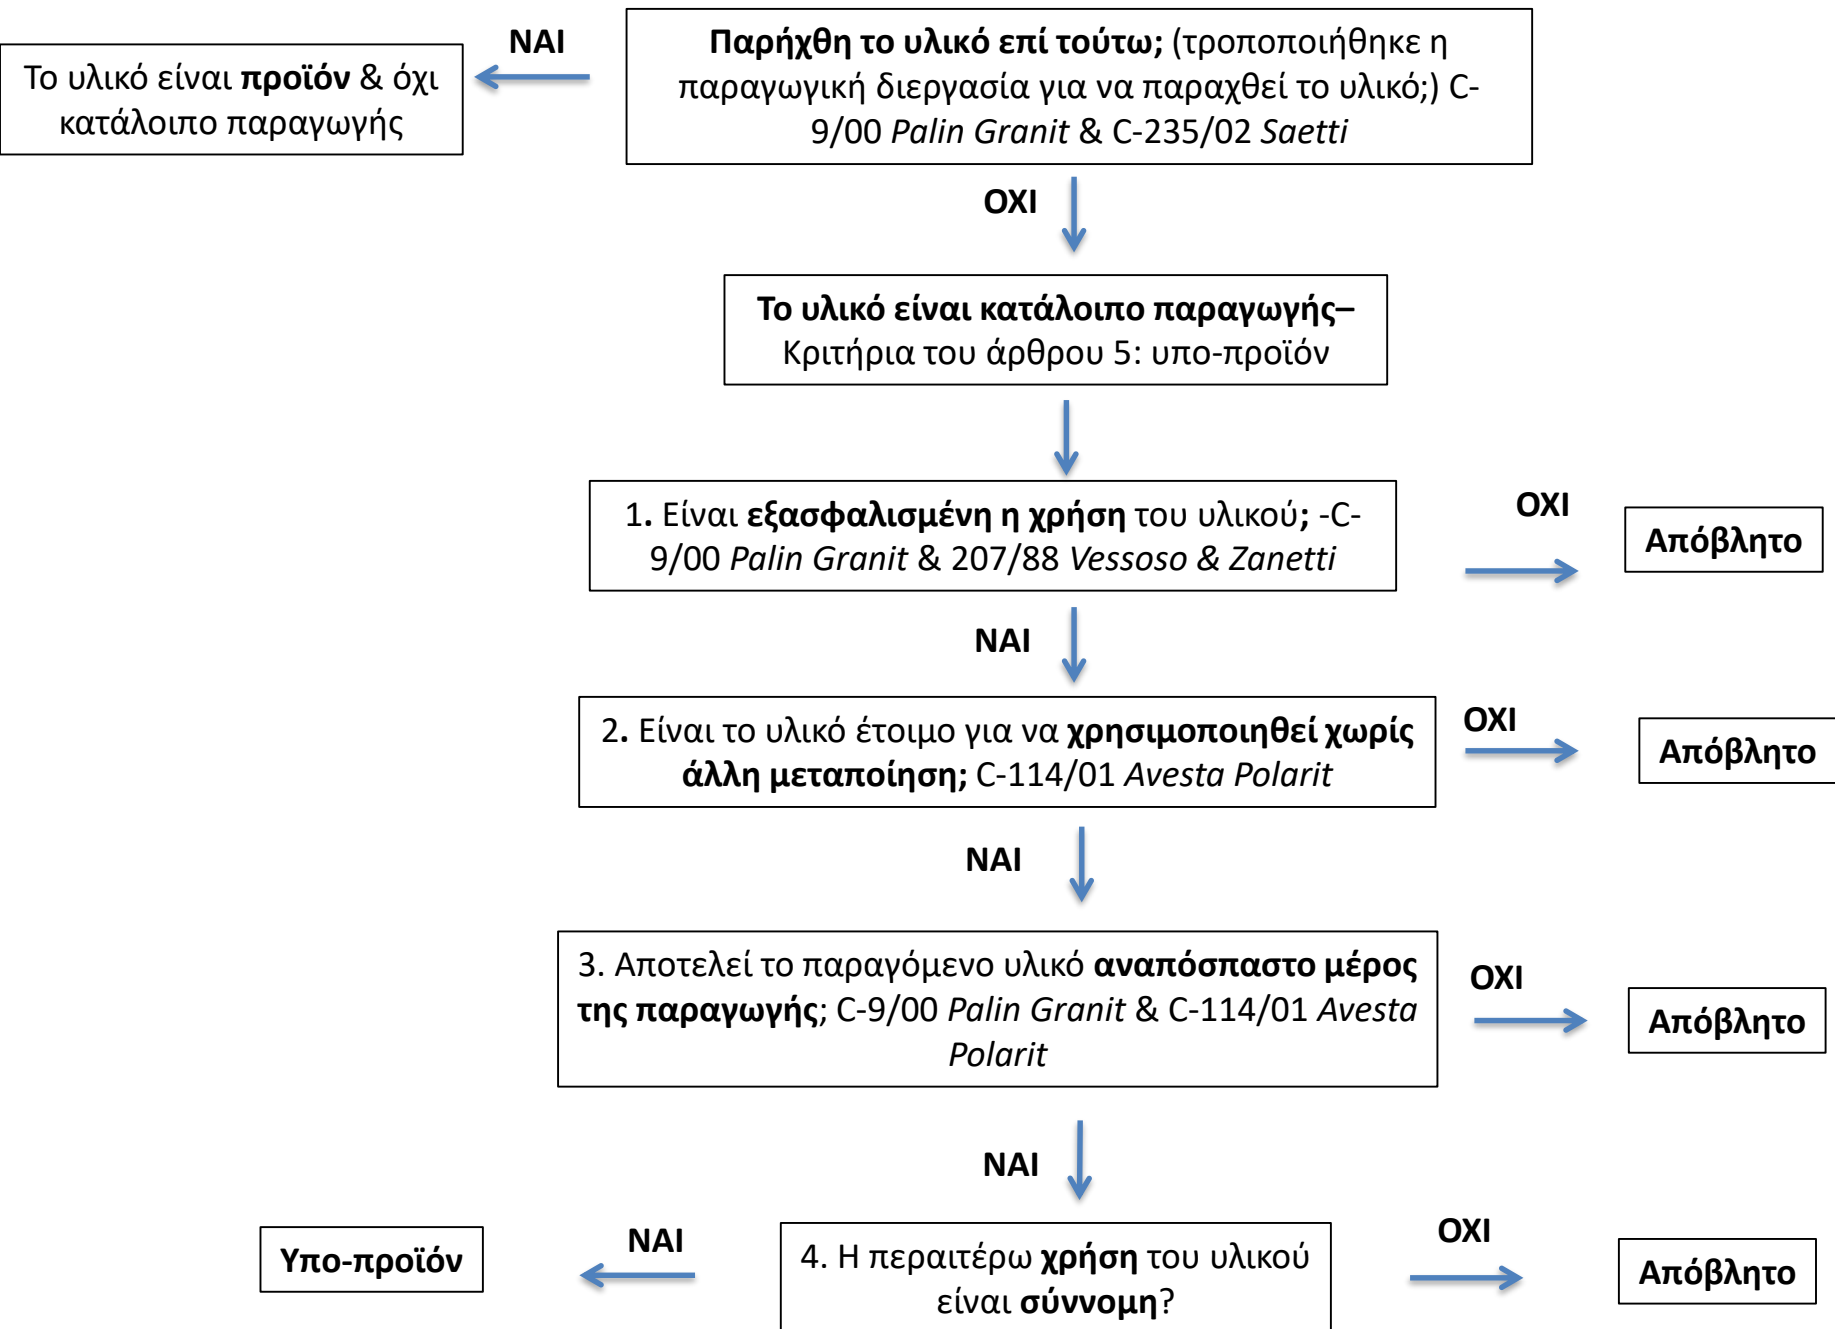 ΝΑΙ
Το υλικό είναι προϊόν & όχι
κατάλοιπο παραγωγής
Παρήχθη το υλικό επί τούτω; (τροποποιήθηκε η
παραγωγική διεργασία για να παραχθεί το υλικό;) C-
9/00 Palin Granit & C-235/02 Saetti
ΟΧΙ
Το υλικό είναι κατάλοιπο παραγωγής–
Κριτήρια του άρθρου 5: υπο-προϊόν
1. Είναι εξασφαλισμένη η χρήση του υλικού; -C-
9/00 Palin Granit & 207/88 Vessoso & Zanetti
ΟΧΙ
Απόβλητο
ΝΑΙ
2. Είναι το υλικό έτοιμο για να χρησιμοποιηθεί χωρίς
άλλη μεταποίηση; C-114/01 Avesta Polarit
ΟΧΙ
Απόβλητο
ΝΑΙ
3. Αποτελεί το παραγόμενο υλικό αναπόσπαστο μέρος
της παραγωγής; C-9/00 Palin Granit & C-114/01 Avesta
Polarit
ΟΧΙ
Απόβλητο
ΝΑΙ
Υπο-προϊόν
ΝΑΙ
4. Η περαιτέρω χρήση του υλικού
είναι σύννομη?
ΟΧΙ
Απόβλητο